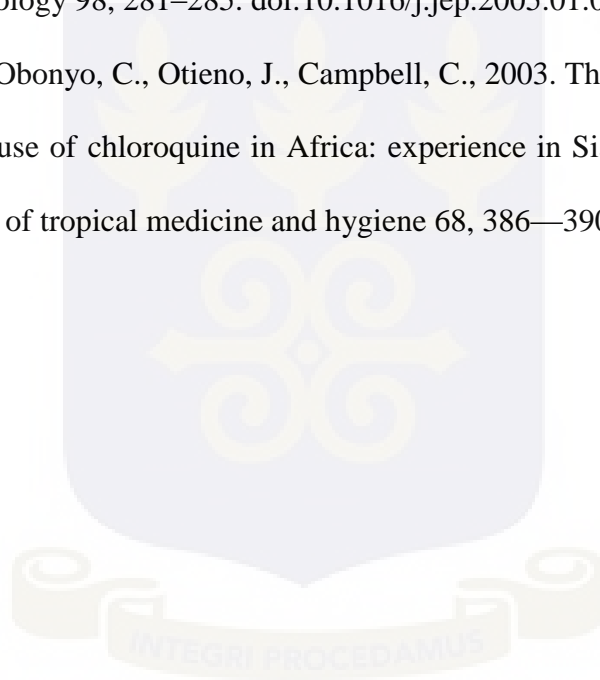 ology 98, 281–285. doi:10.1016/j.jep.2005.01.0
Obonyo, C., Otieno, J., Campbell, C., 2003. Th
use of chloroquine in Africa: experience in Si
of tropical medicine and hygiene 68, 386—390
INTEGRI PROCEDAMUS